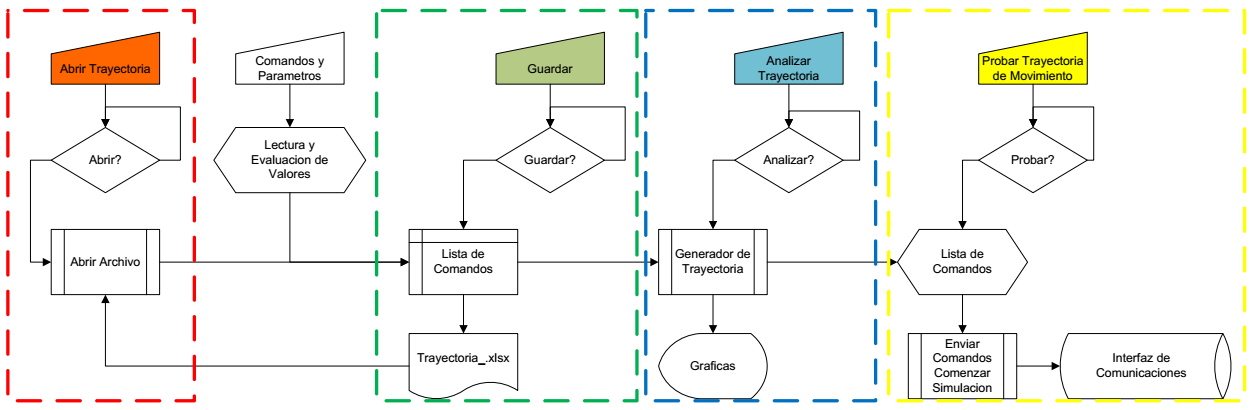 Abrir Trayectoria
Comandos y
Parametros
Guardar
Analizar
Trayectoria
Probar Trayectoria
de Movimiento
Abrir?
Lectura y
Evaluacion de
Valores
Guardar?
Analizar?
Probar?
Abrir Archivo
Lista de
Comandos
Generador de
Trayectoria
Lista de
Comandos
Trayectoria_.xlsx
Graficas
Enviar
Comandos
Comenzar
Simulacion
Interfaz de
Comunicaciones